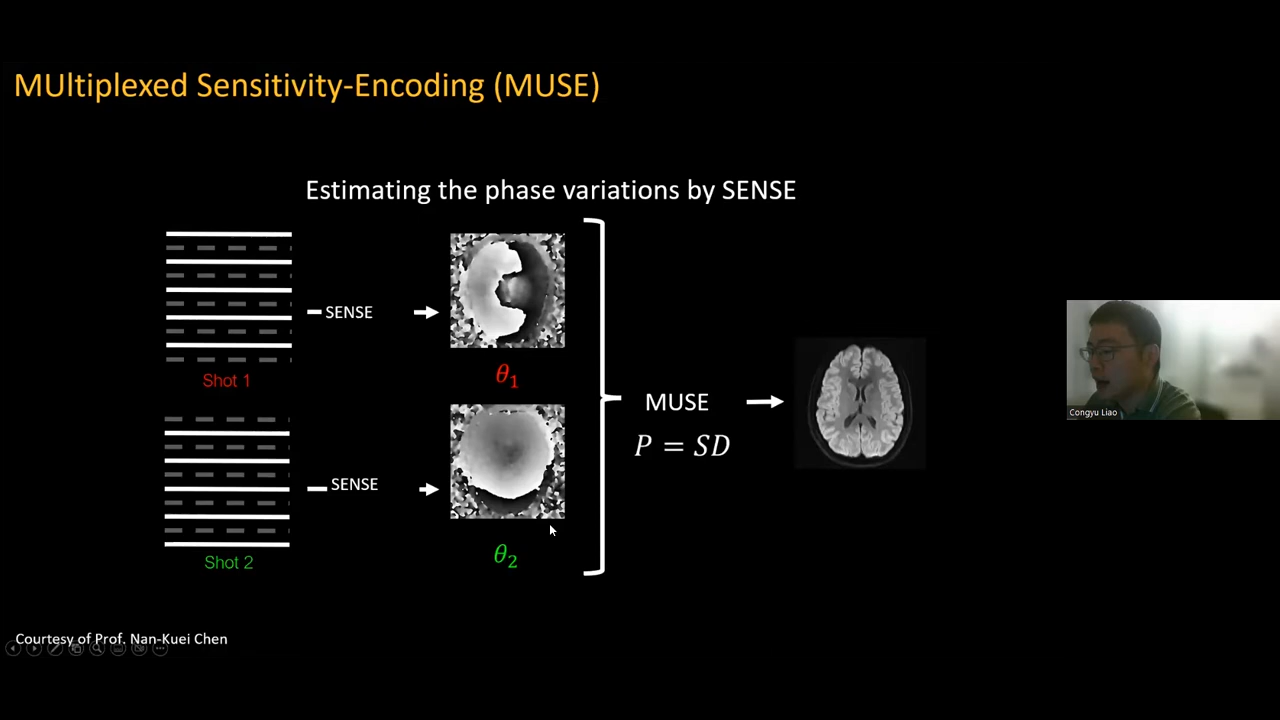 MUltiplexed Sensitivity-Encoding (MUSE)
Estimating the phase variations by SENSE
SENSE
θ₁
Shot 1
MUSE
P = SD
SENSE
θ₂
Shot 2
Congyu Liao
Courtesy of Prof. Nan-Kuei Chen